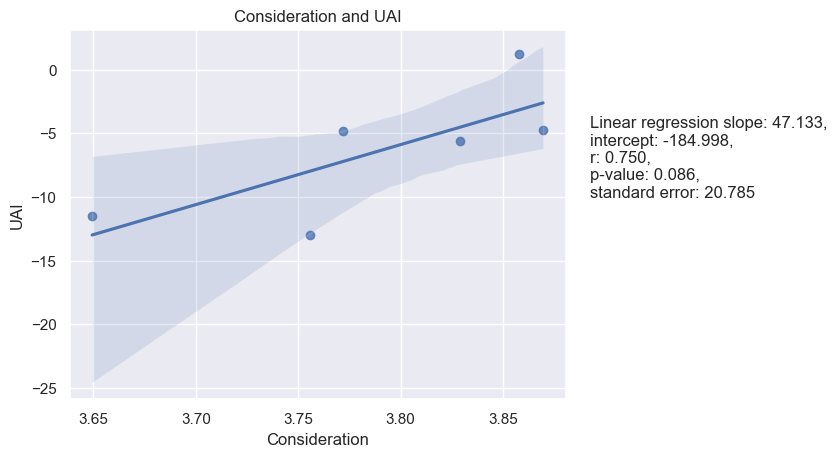 Consideration and UAI
0
−5
−10
−15
−20
−25
UAI
3.65
3.70
3.75
3.80
3.85
Consideration
Linear regression slope: 47.133,
intercept: -184.998,
r: 0.750,
p-value: 0.086,
standard error: 20.785